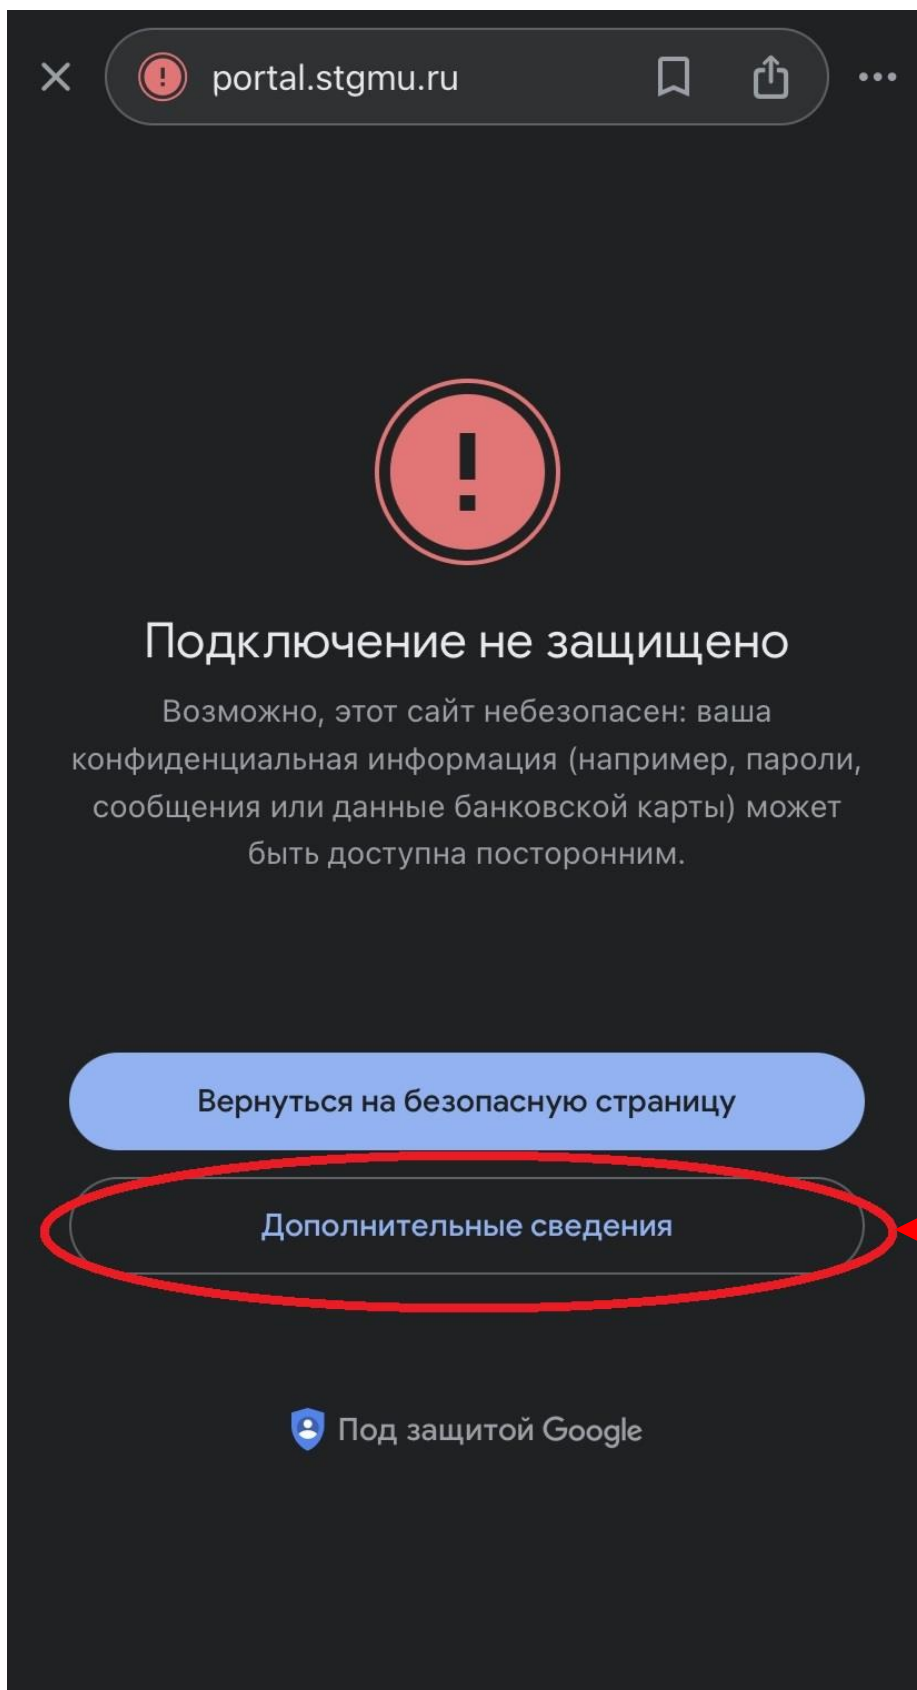 portal.stgmu.ru
Подключение не защищено
Возможно, этот сайт небезопасен: ваша
конфиденциальная информация (например, пароли,
сообщения или данные банковской карты) может
быть доступна посторонним.
Вернуться на безопасную страницу
Дополнительные сведения
Под защитой Google